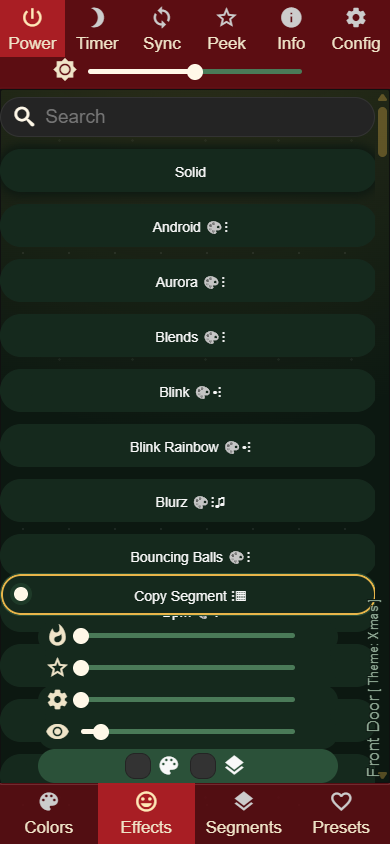 Power Timer Sync Peek Info Config
Search
Solid
Android
Aurora
Blends
Blink
Blink Rainbow
Blurz
Bouncing Balls
Copy Segment
Front Door [ Theme: Xmas ]
Colors Effects Segments Presets